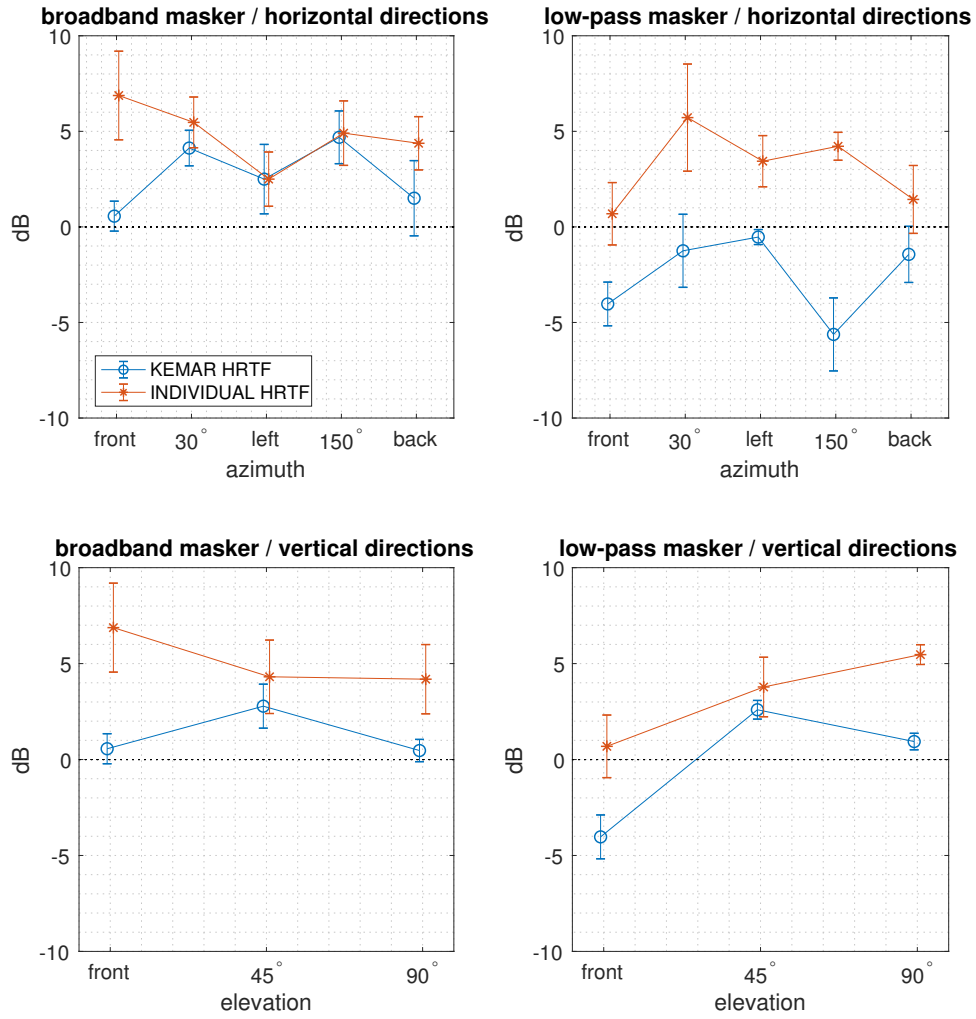 broadband masker / horizontal directions
10
5
0
-5
-10
dB
KEMAR HRTF
INDIVIDUAL HRTF
front 30° left 150° back
azimuth
low-pass masker / horizontal directions
10
5
0
-5
-10
dB
front 30° left 150° back
azimuth
broadband masker / vertical directions
10
5
0
-5
-10
dB
front 45° 90°
elevation
low-pass masker / vertical directions
10
5
0
-5
-10
dB
front 45° 90°
elevation